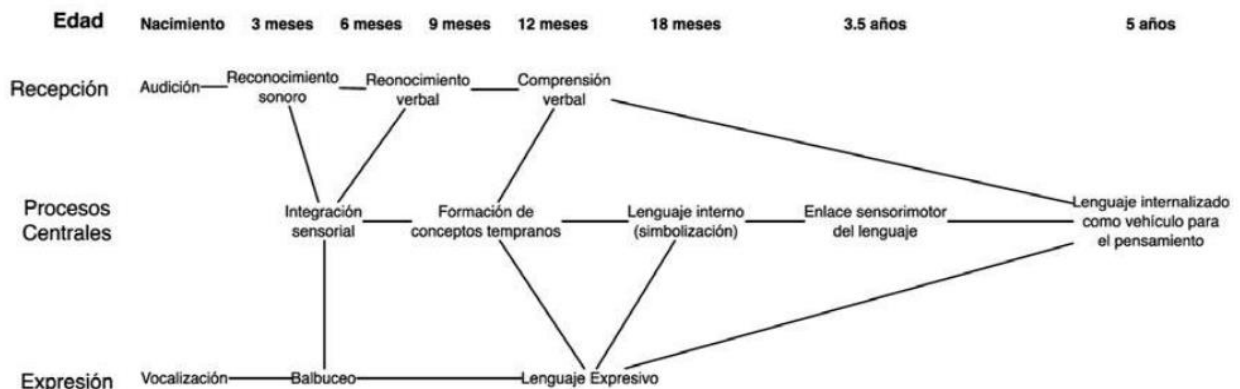 Edad Nacimiento 3 meses 6 meses 9 meses 12 meses 18 meses 3.5 años 5 años
Recepción Audición Reconocimiento sonoro Reonocimiento verbal Comprensión verbal
Procesos Centrales Integración sensorial Formación de conceptos tempranos Lenguaje interno (simbolización) Enlace sensorimotor del lenguaje Lenguaje internalizado como vehículo para el pensamiento
Expresión Vocalización Balbuceo Lenguaje Expresivo